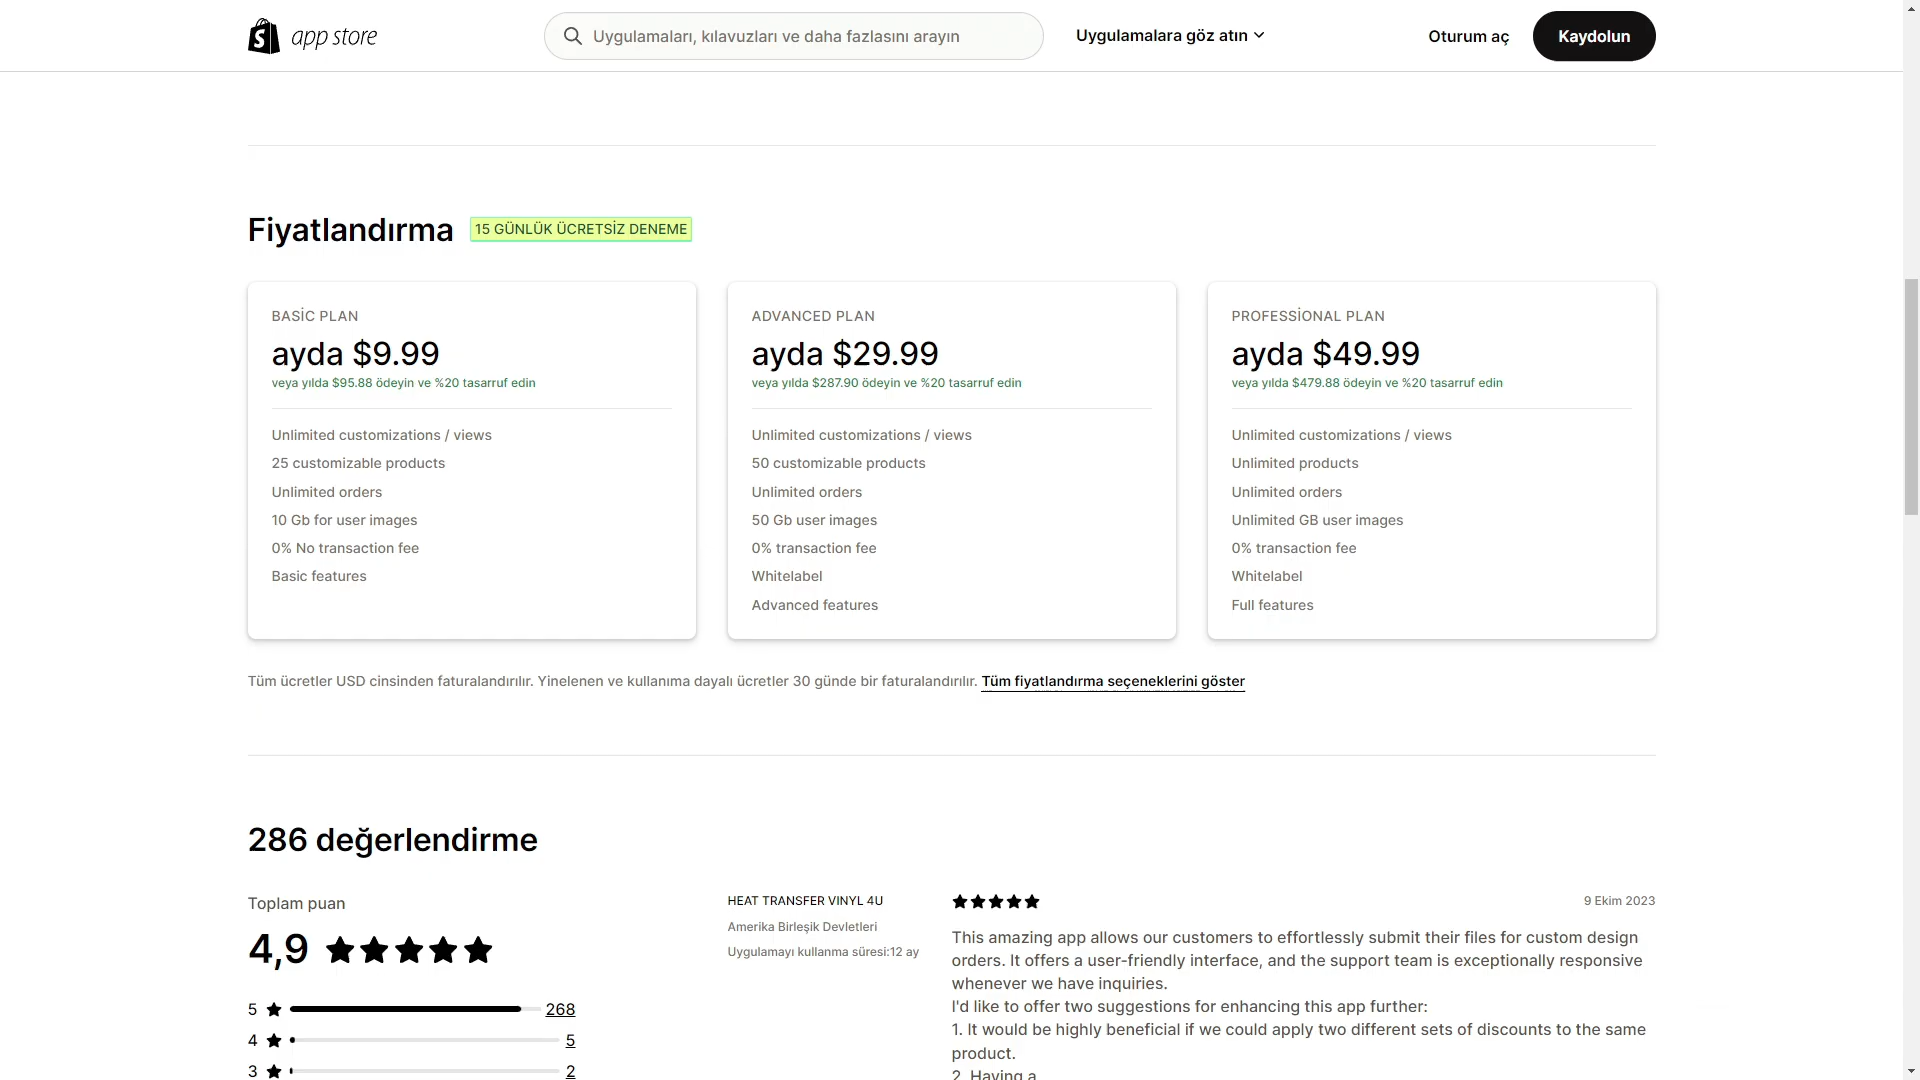 app store
Uygulamaları, kılavuzları ve daha fazlasını arayın
Uygulamalara göz atın
Oturum aç
Kaydolun
Fiyatlandırma
15 GÜNLÜK ÜCRETSİZ DENEME
BASİC PLAN
ayda $9.99
veya yılda $95.88 ödeyin ve %20 tasarruf edin
Unlimited customizations / views
25 customizable products
Unlimited orders
10 Gb for user images
0% No transaction fee
Basic features
ADVANCED PLAN
ayda $29.99
veya yılda $287.90 ödeyin ve %20 tasarruf edin
Unlimited customizations / views
50 customizable products
Unlimited orders
50 Gb user images
0% transaction fee
Whitelabel
Advanced features
PROFESSİONAL PLAN
ayda $49.99
veya yılda $479.88 ödeyin ve %20 tasarruf edin
Unlimited customizations / views
Unlimited products
Unlimited orders
Unlimited GB user images
0% transaction fee
Whitelabel
Full features
Tüm ücretler USD cinsinden faturalandırılır. Yinelenen ve kullanıma dayalı ücretler 30 günde bir faturalandırılır. Tüm fiyatlandırma seçeneklerini göster
286 değerlendirme
Toplam puan
4,9
5 268
4 5
3 2
HEAT TRANSFER VINYL 4U
Amerika Birleşik Devletleri
Uygulamayı kullanma süresi:12 ay
9 Ekim 2023
This amazing app allows our customers to effortlessly submit their files for custom design
orders. It offers a user-friendly interface, and the support team is exceptionally responsive
whenever we have inquiries.
I'd like to offer two suggestions for enhancing this app further:
1. It would be highly beneficial if we could apply two different sets of discounts to the same
product.
2. Having a